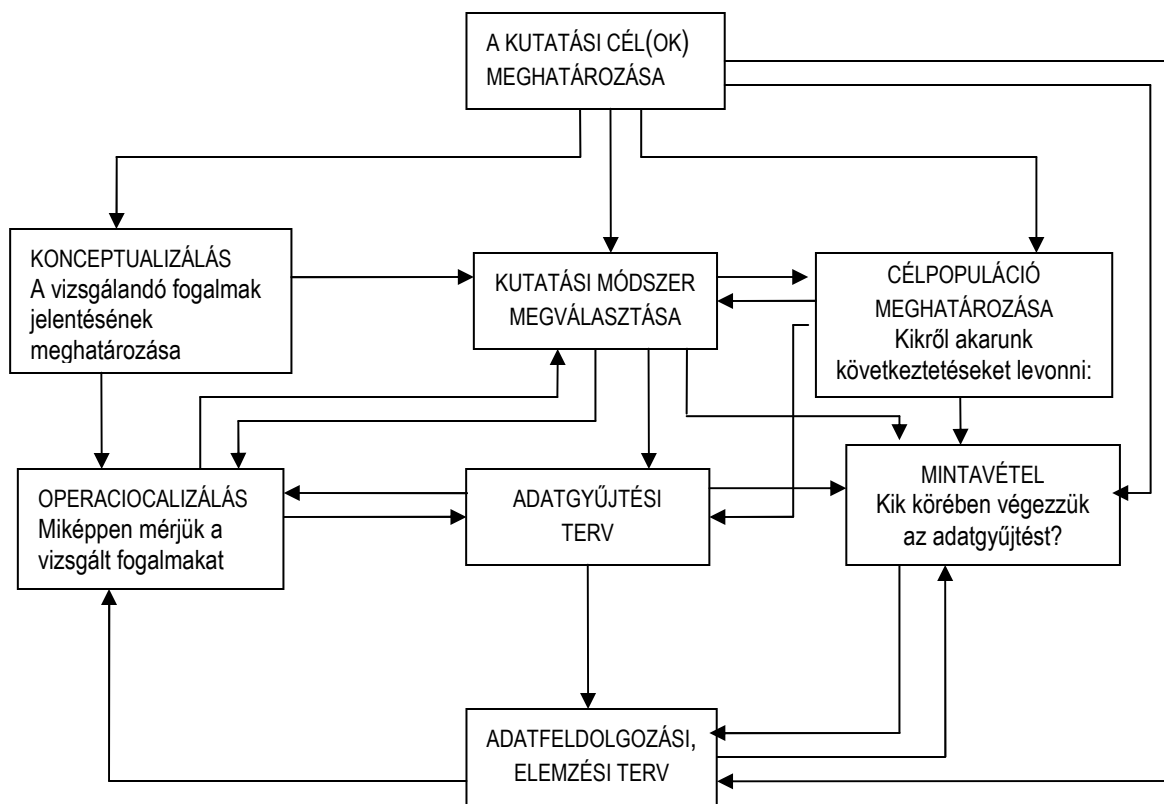 A KUTATÁSI CÉL(OK)
MEGHATÁROZÁSA
KONCEPTUALIZÁLÁS
A vizsgálandó fogalmak
jelentésének
meghatározása
KUTATÁSI MÓDSZER
MEGVÁLASZTÁSA
CÉLPOPULÁCIÓ
MEGHATÁROZÁSA
Kikről akarunk
következtetéseket levonni:
OPERACIOCALIZÁLÁS
Miképpen mérjük a
vizsgált fogalmakat
ADATGYŰJTÉSI
TERV
MINTAVÉTEL
Kik körében végezzük
az adatgyűjtést?
ADATFELDOLGOZÁSI,
ELEMZÉSI TERV